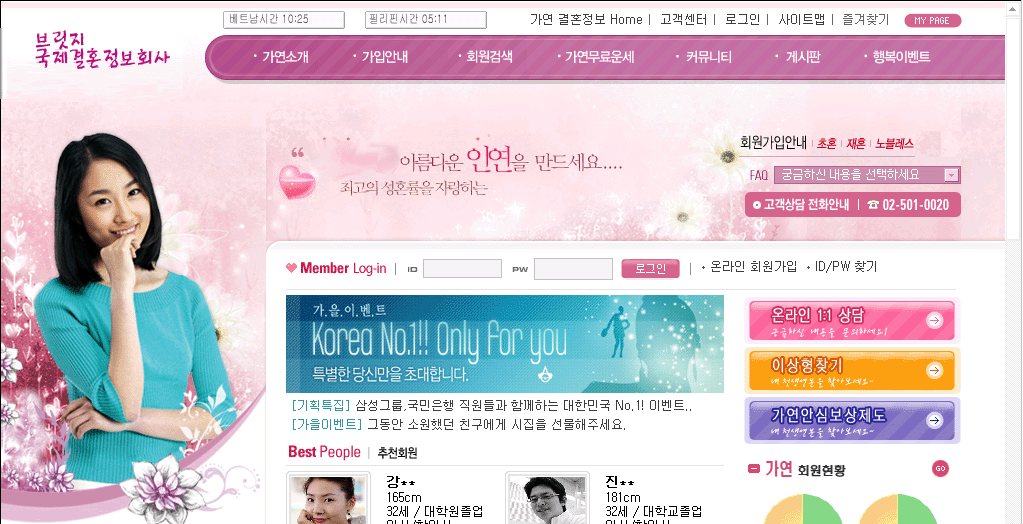 베트남시간 10:25
필리핀시간 05:11
가연 결혼정보 Home | 고객센터 | 로그인 | 사이트맵 | 즐겨찾기
MY PAGE
브릿지
국제결혼정보회사
· 가연소개 · 가입안내 · 회원검색 · 가연무료운세 · 커뮤니티 · 게시판 · 행복이벤트
아름다운 인연을 만드세요....
최고의 성혼률을 자랑하는
회원가입안내 | 초혼 | 재혼 | 노블레스
FAQ 궁금하신 내용을 선택하세요
고객상담 전화안내 | ☎ 02-501-0020
Member Log-in | ID PW 로그인 | · 온라인 회원가입 · ID/PW 찾기
가.을.이.벤.트
Korea No.1!! Only for you
특별한 당신만을 초대합니다.
온라인 1:1 상담
궁금하신 내용을 문의하세요!
이상형찾기
내 천생연분을 찾아보세요~
가연안심보상제도
내 천생연분을 찾아보세요~
[기획특집] 삼성그룹,국민은행 직원들과 함께하는 대한민국 No.1! 이벤트..
[가을이벤트] 그동안 소원했던 친구에게 시집을 선물해주세요.
Best People | 추천회원
강**
165cm
32세 / 대학원졸업
진**
181cm
32세 / 대학교졸업
가연 회원현황 GO